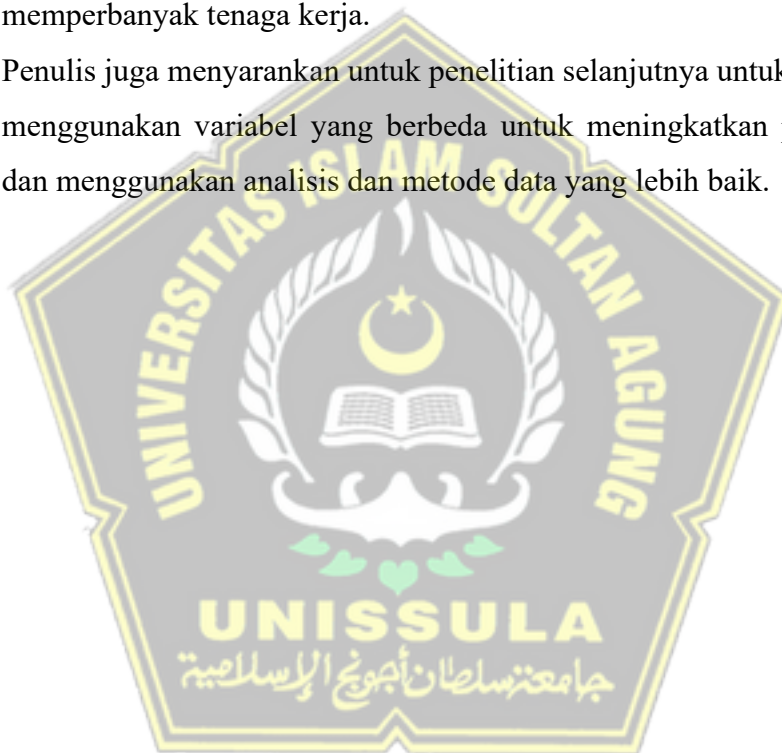 memperbanyak tenaga kerja.
Penulis juga menyarankan untuk penelitian selanjutnya untuk
menggunakan variabel yang berbeda untuk meningkatkan
dan menggunakan analisis dan metode data yang lebih baik.
UNIVERSITAS ISLAM SULTAN AGUNG
UNISSULA
جامعة سلطان أجونج الإسلامية